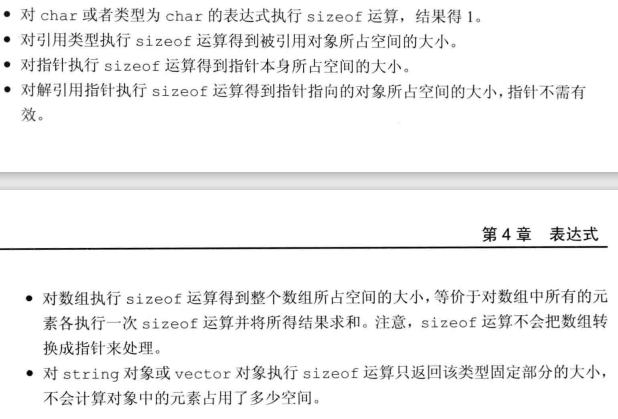 • 对 char 或者类型为 char 的表达式执行 sizeof 运算，结果得 1。
• 对引用类型执行 sizeof 运算得到被引用对象所占空间的大小。
• 对指针执行 sizeof 运算得到指针本身所占空间的大小。
• 对解引用指针执行 sizeof 运算得到指针指向的对象所占空间的大小，指针不需有
效。
第 4 章 表达式
• 对数组执行 sizeof 运算得到整个数组所占空间的大小，等价于对数组中所有的元
素各执行一次 sizeof 运算并将所得结果求和。注意，sizeof 运算不会把数组转
换成指针来处理。
• 对 string 对象或 vector 对象执行 sizeof 运算只返回该类型固定部分的大小，
不会计算对象中的元素占用了多少空间。